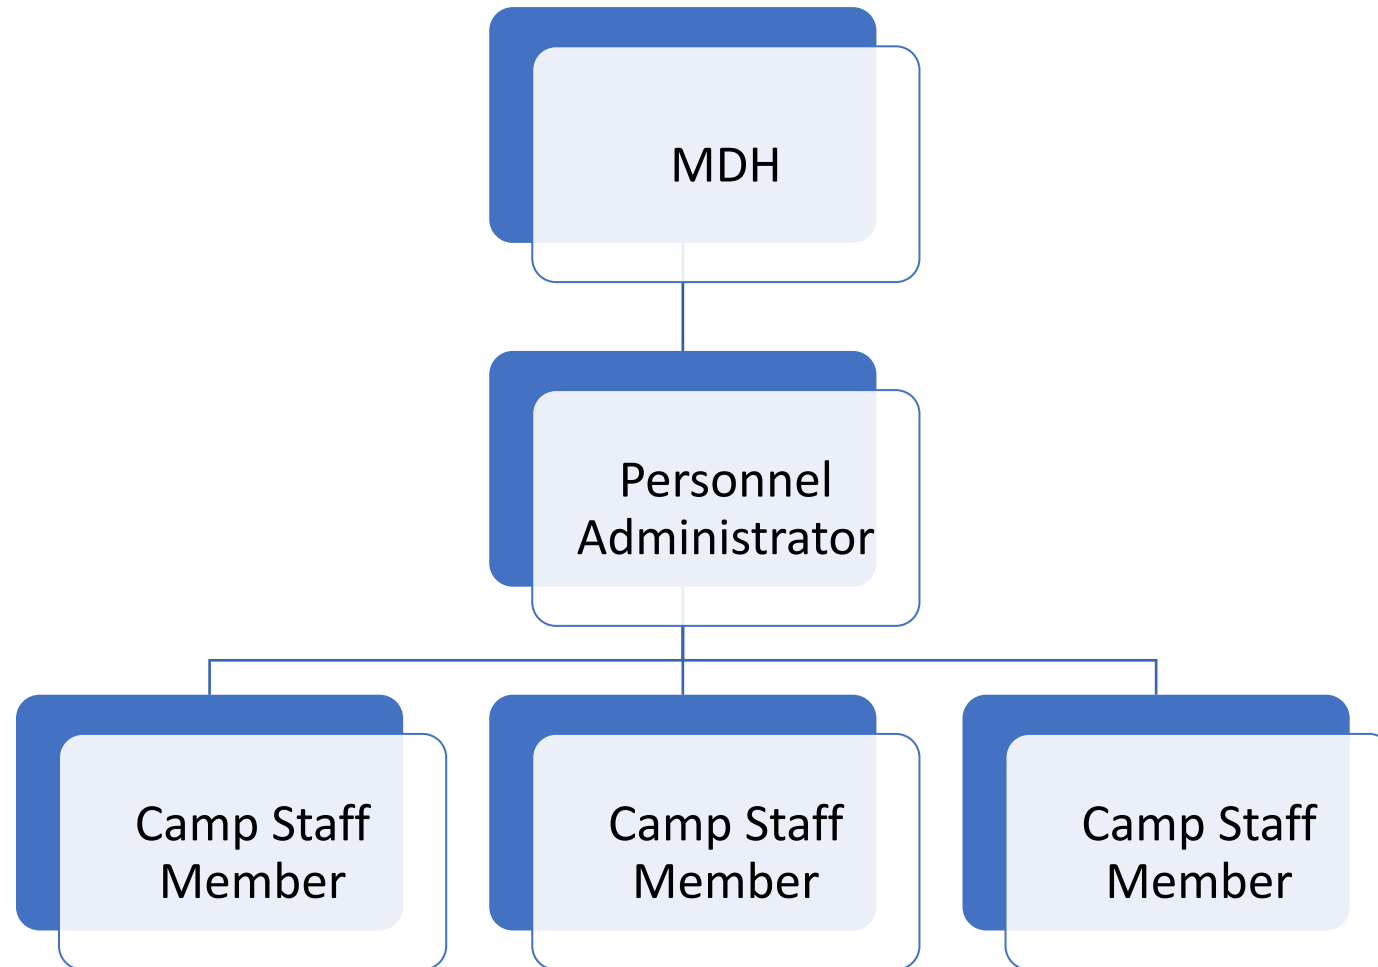 MDH
Personnel
Administrator
Camp Staff
Member
Camp Staff
Member
Camp Staff
Member